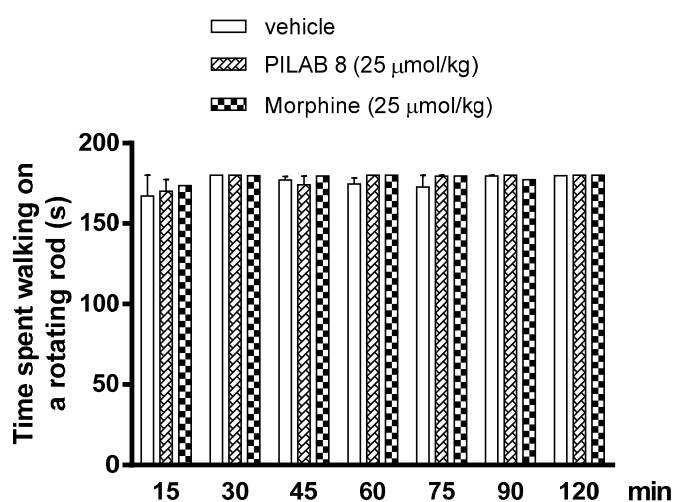 vehicle
PILAB 8 (25 μmol/kg)
Morphine (25 μmol/kg)
Time spent walking on
a rotating rod (s)
200
150
100
50
0
15 30 45 60 75 90 120 min